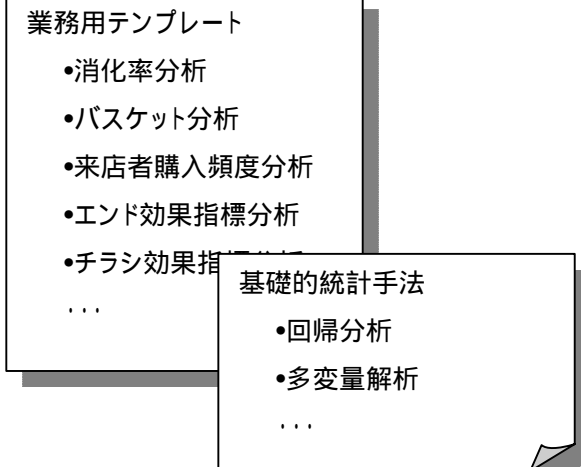 業務用テンプレート
•消化率分析
•バスケット分析
•来店者購入頻度分析
•エンド効果指標分析
•チラシ効果指標分析
...
基礎的統計手法
•回帰分析
•多変量解析
...